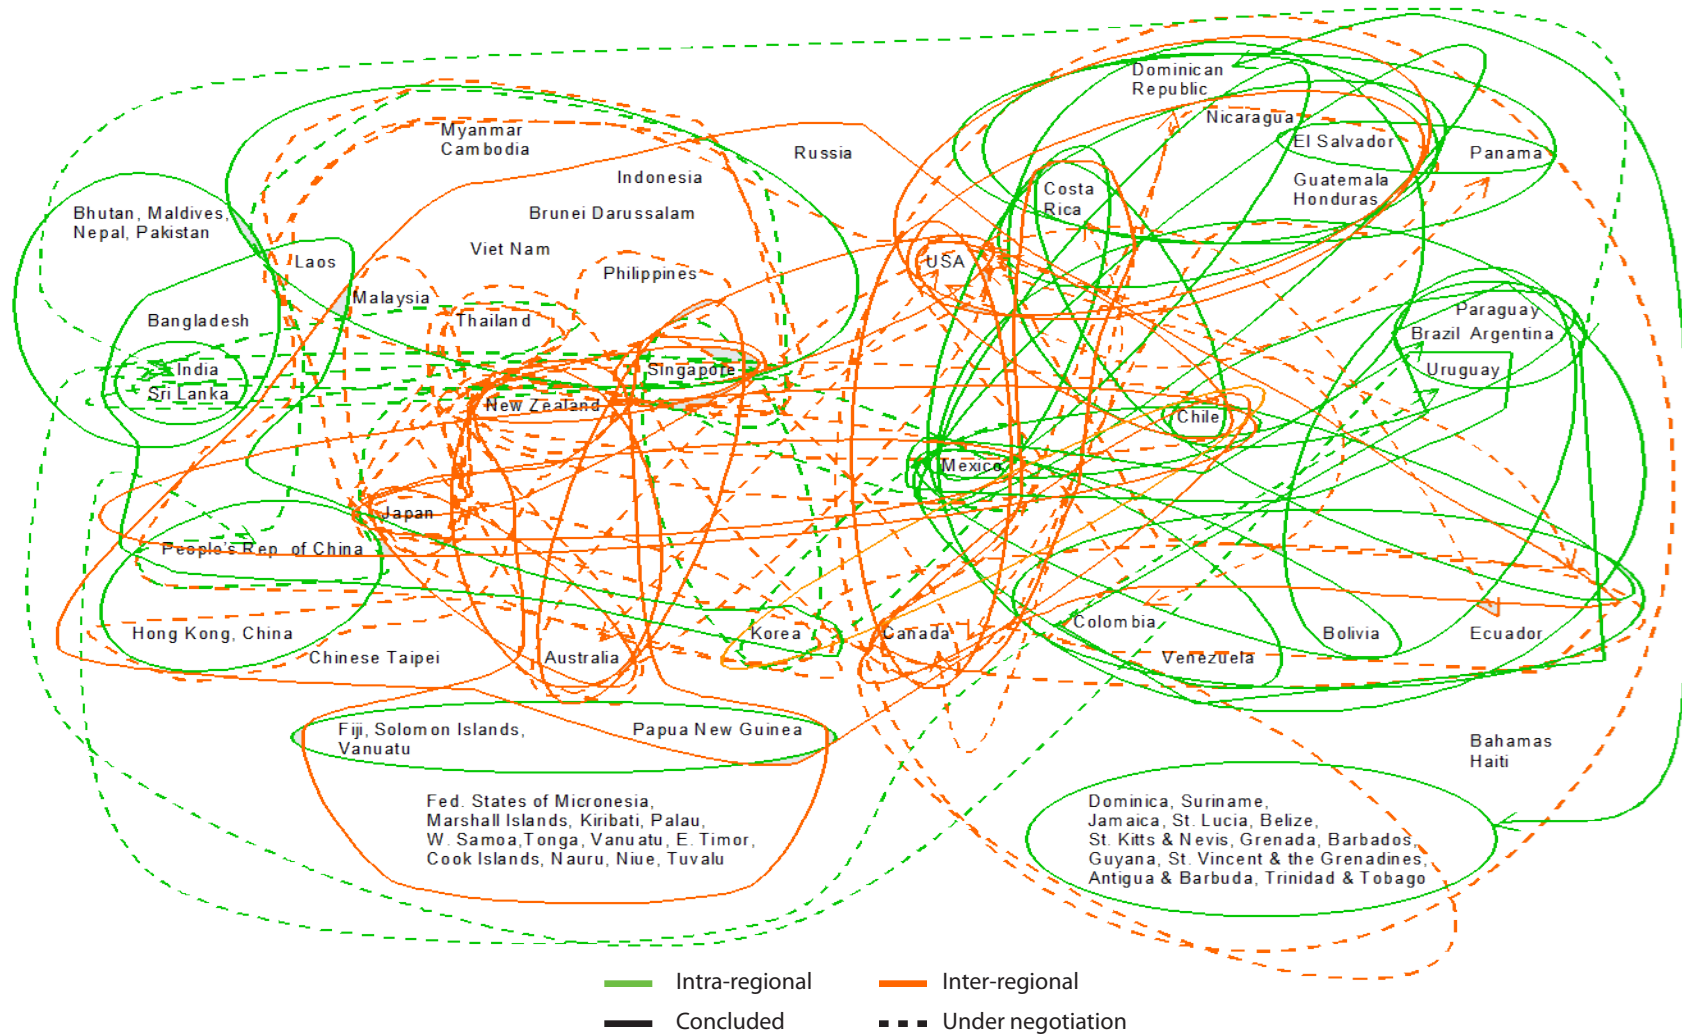 Dominican
Republic
Nicaragua
Myanmar
Cambodia
Russia
El Salvador
Panama
Indonesia
Costa
Rica
Guatemala
Honduras
Bhutan, Maldives,
Nepal, Pakistan
Brunei Darussalam
Viet Nam
Laos
Philippines
USA
Malaysia
Bangladesh
Thailand
Paraguay
Brazil Argentina
India
Singapore
Uruguay
Sri Lanka
New Zealand
Chile
Mexico
Japan
People's Rep. of China
Hong Kong, China
Korea
Canada
Colombia
Bolivia
Ecuador
Chinese Taipei
Australia
Venezuela
Fiji, Solomon Islands,
Vanuatu
Papua New Guinea
Bahamas
Haiti
Fed. States of Micronesia,
Marshall Islands, Kiribati, Palau,
W. Samoa,Tonga, Vanuatu, E. Timor,
Cook Islands, Nauru, Niue, Tuvalu
Dominica, Suriname,
Jamaica, St. Lucia, Belize,
St. Kitts & Nevis, Grenada, Barbados,
Guyana, St. Vincent & the Grenadines,
Antigua & Barbuda, Trinidad & Tobago
Intra-regional
Inter-regional
Concluded
Under negotiation